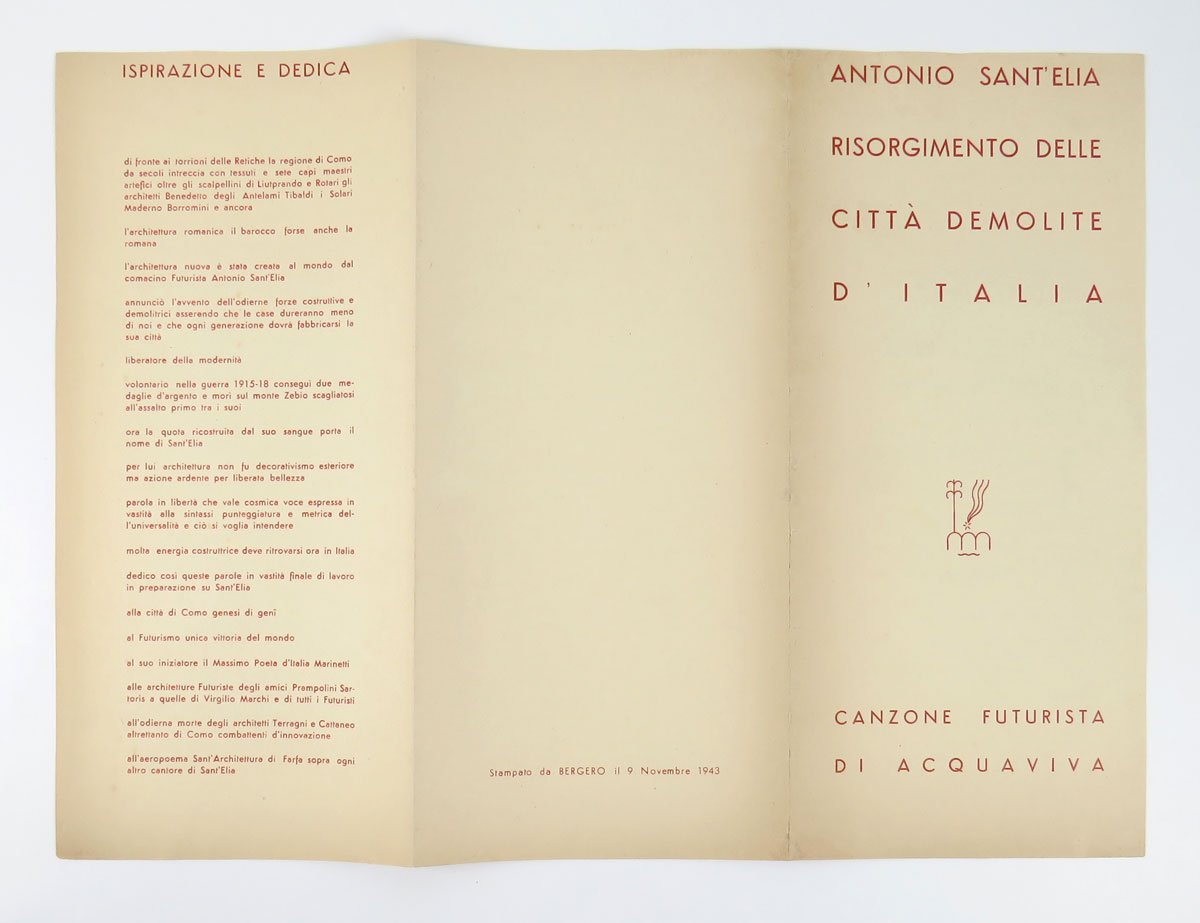 ISPIRAZIONE E DEDICA
di fronte ai torrioni delle Retiche la regione di Como
da secoli intreccia con tessuti e sete capi maestri
artefici oltre gli scalpellini di Liutprando e Rotari gli
architetti Benedetto degli Antelami Tibaldi i Solari
Maderno Borromini e ancora
l'architettura romanica il barocco forse anche la
romana
l'architettura nuova è stata creata al mondo dal
comacino Futurista Antonio Sant'Elia
annunciò l'avvento dell'odierne forze costruttive e
demolitrici asserendo che le case dureranno meno
di noi e che ogni generazione dovrà fabbricarsi la
sua città
liberatore della modernità
volontario nella guerra 1915-18 conseguì due me-
daglie d'argento e morì sul monte Zebio scagliatosi
all'assalto primo tra i suoi
ora la quota ricostruita dal suo sangue porta il
nome di Sant'Elia
per lui architettura non fu decorativismo esteriore
ma azione ardente per liberata bellezza
parola in libertà che vale cosmica voce espressa in
vastità alla sintassi punteggiatura e metrica del-
l'universalità e ciò si voglia intendere
molta energia costruttrice deve ritrovarsi ora in Italia
dedico così queste parole in vastità finale di lavoro
in preparazione su Sant'Elia
alla città di Como genesi di genî
al Futurismo unica vittoria del mondo
al suo iniziatore il Massimo Poeta d'Italia Marinetti
alle architetture Futuriste degli amici Prampolini Sar-
toris a quelle di Virgilio Marchi e di tutti i Futuristi
all'odierna morte degli architetti Terragni e Cattaneo
altrettanto di Como combattenti d'innovazione
all'aeropoema Sant'Architettura di Farfa sopra ogni
altro cantore di Sant'Elia
Stampato da BERGERO il 9 Novembre 1943
ANTONIO SANT'ELIA
RISORGIMENTO DELLE
CITTÀ DEMOLITE
D'ITALIA
CANZONE FUTURISTA
DI ACQUAVIVA